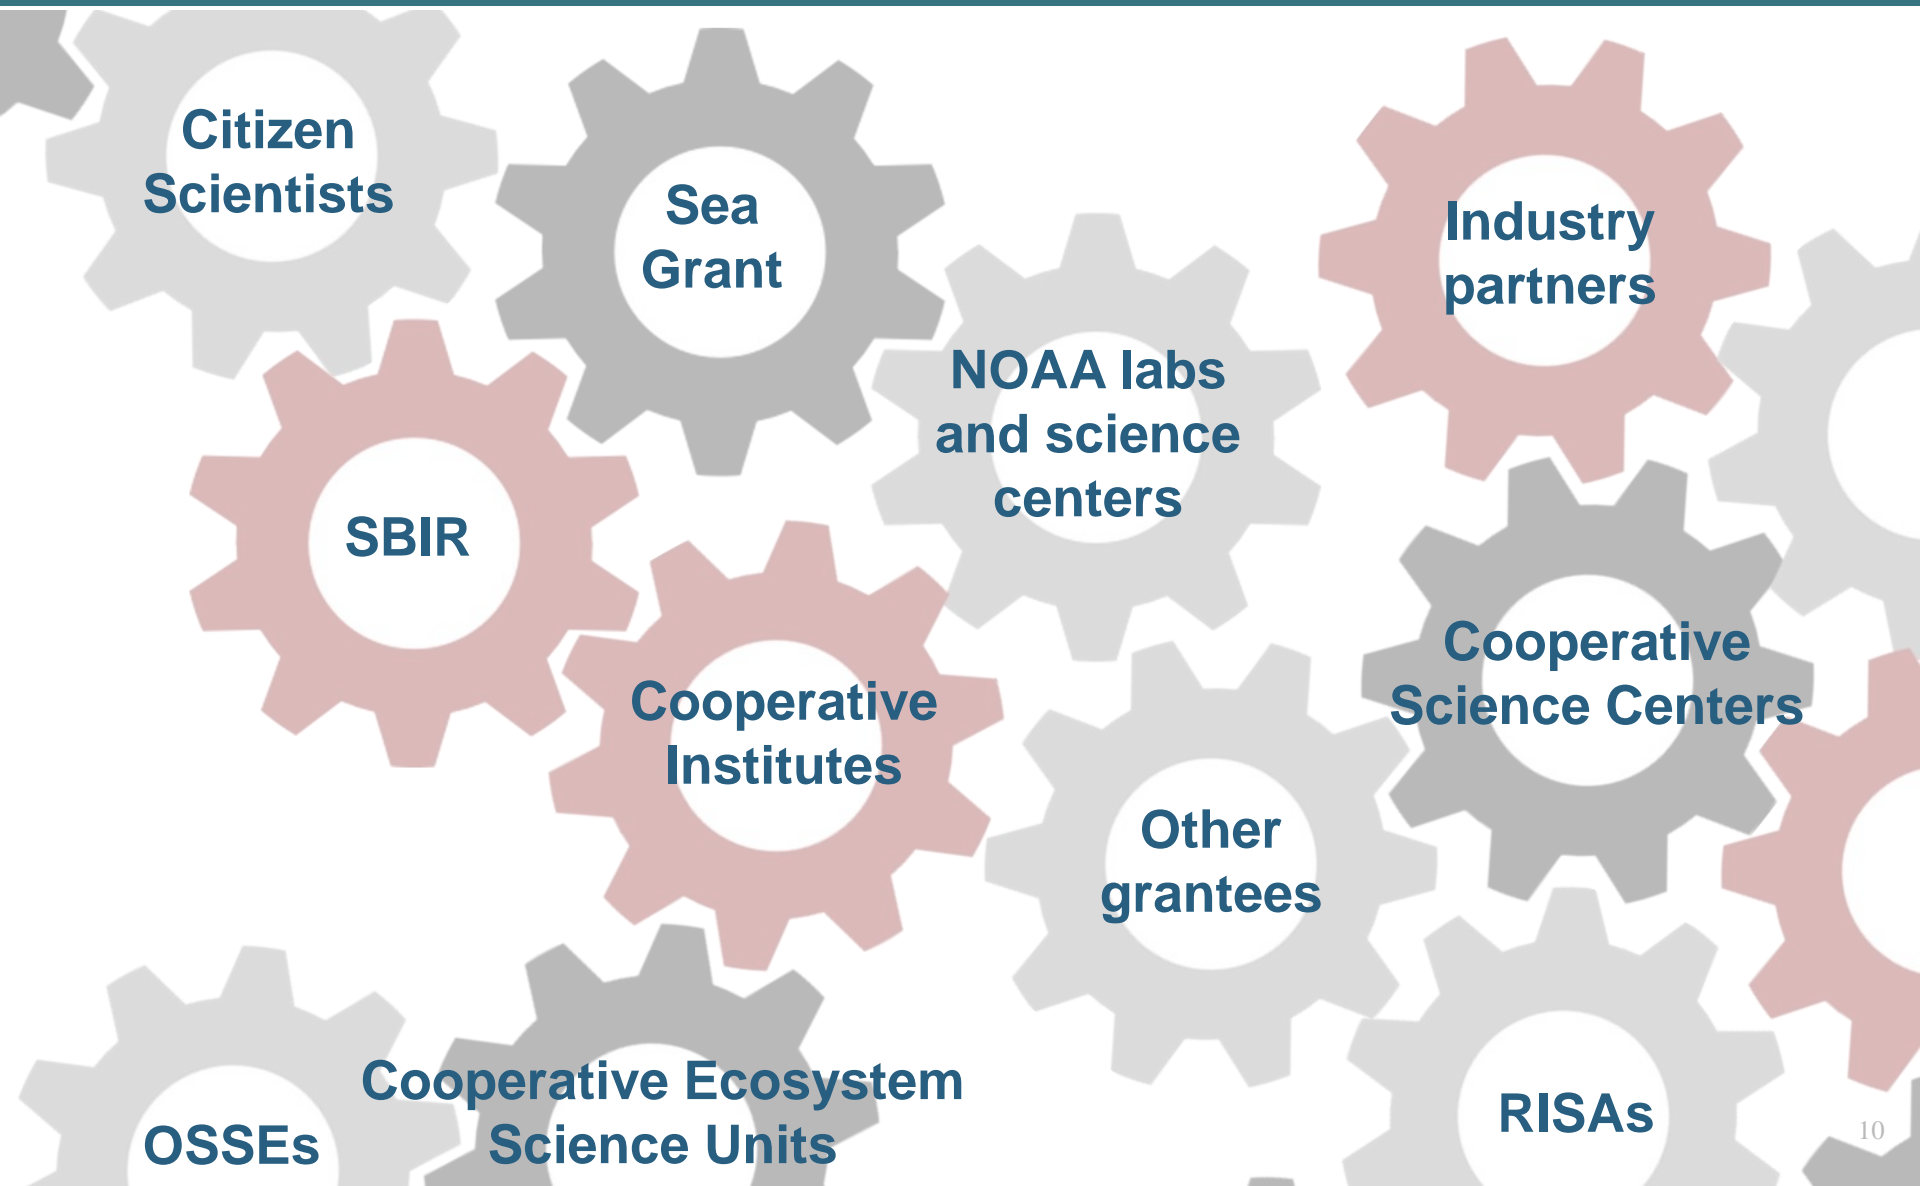 Citizen
Scientists
Sea
Grant
Industry
partners
NOAA labs
and science
centers
SBIR
Cooperative
Science Centers
Cooperative
Institutes
Other
grantees
Cooperative Ecosystem
Science Units
OSSEs
RISAs
10